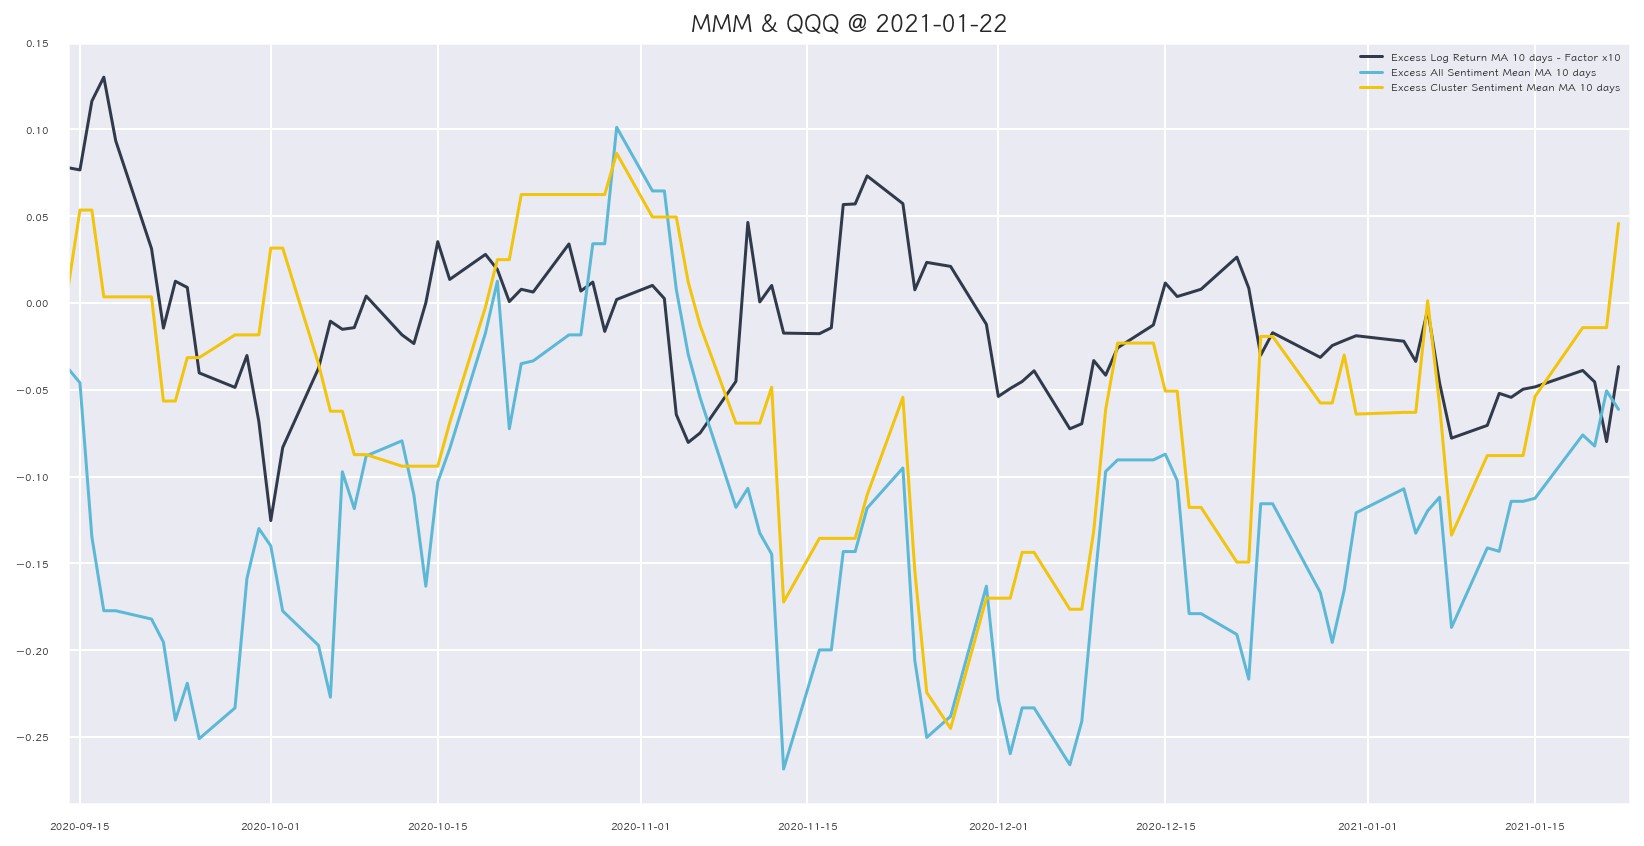 MMM & QQQ @ 2021-01-22
Excess Log Return MA 10 days - Factor x10
Excess All Sentiment Mean MA 10 days
Excess Cluster Sentiment Mean MA 10 days
0.15
0.10
0.05
0.00
−0.05
−0.10
−0.15
−0.20
−0.25
2020-09-15 2020-10-01 2020-10-15 2020-11-01 2020-11-15 2020-12-01 2020-12-15 2021-01-01 2021-01-15